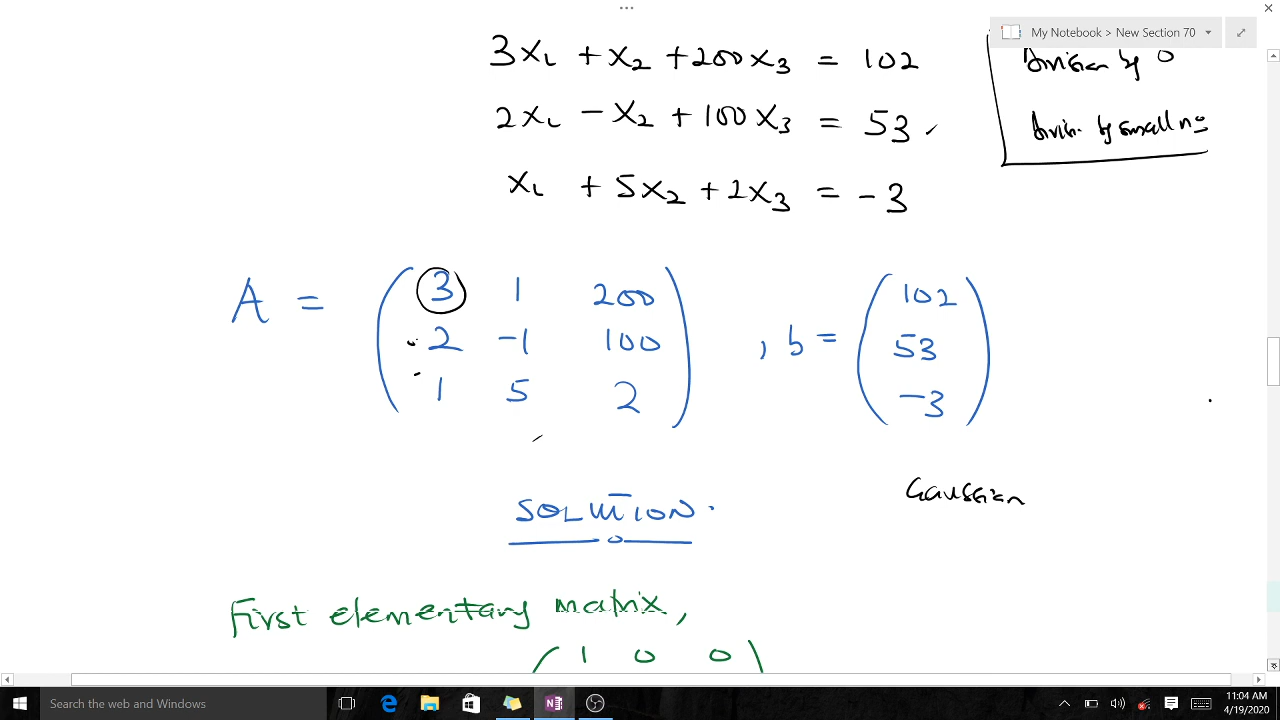 My Notebook > New Section 70
3x₁ + x₂ + 200x₃ = 102
Division by 0
2x₁ - x₂ + 100x₃ = 53
by small no
x₁ + 5x₂ + 2x₃ = -3
A = ( 3 1 200
2 -1 100
1 5 2 ) , b = ( 102
53
-3 )
Gaussian
SOLUTION.
First elementary matrix,
( 1 0 0 )
Search the web and Windows
11:04 AM
4/19/2020